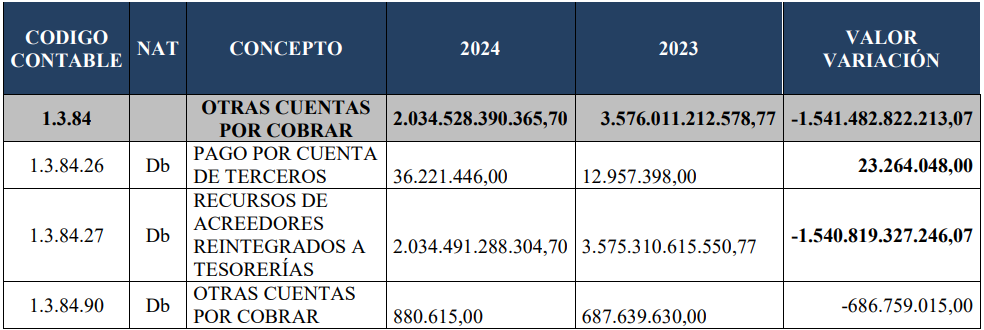 CODIGO CONTABLE NAT CONCEPTO 2024 2023 VALOR VARIACIÓN
1.3.84 OTRAS CUENTAS POR COBRAR 2.034.528.390.365,70 3.576.011.212.578,77 -1.541.482.822.213,07
1.3.84.26 Db PAGO POR CUENTA DE TERCEROS 36.221.446,00 12.957.398,00 23.264.048,00
1.3.84.27 Db RECURSOS DE ACREEDORES REINTEGRADOS A TESORERÍAS 2.034.491.288.304,70 3.575.310.615.550,77 -1.540.819.327.246,07
1.3.84.90 Db OTRAS CUENTAS POR COBRAR 880.615,00 687.639.630,00 -686.759.015,00